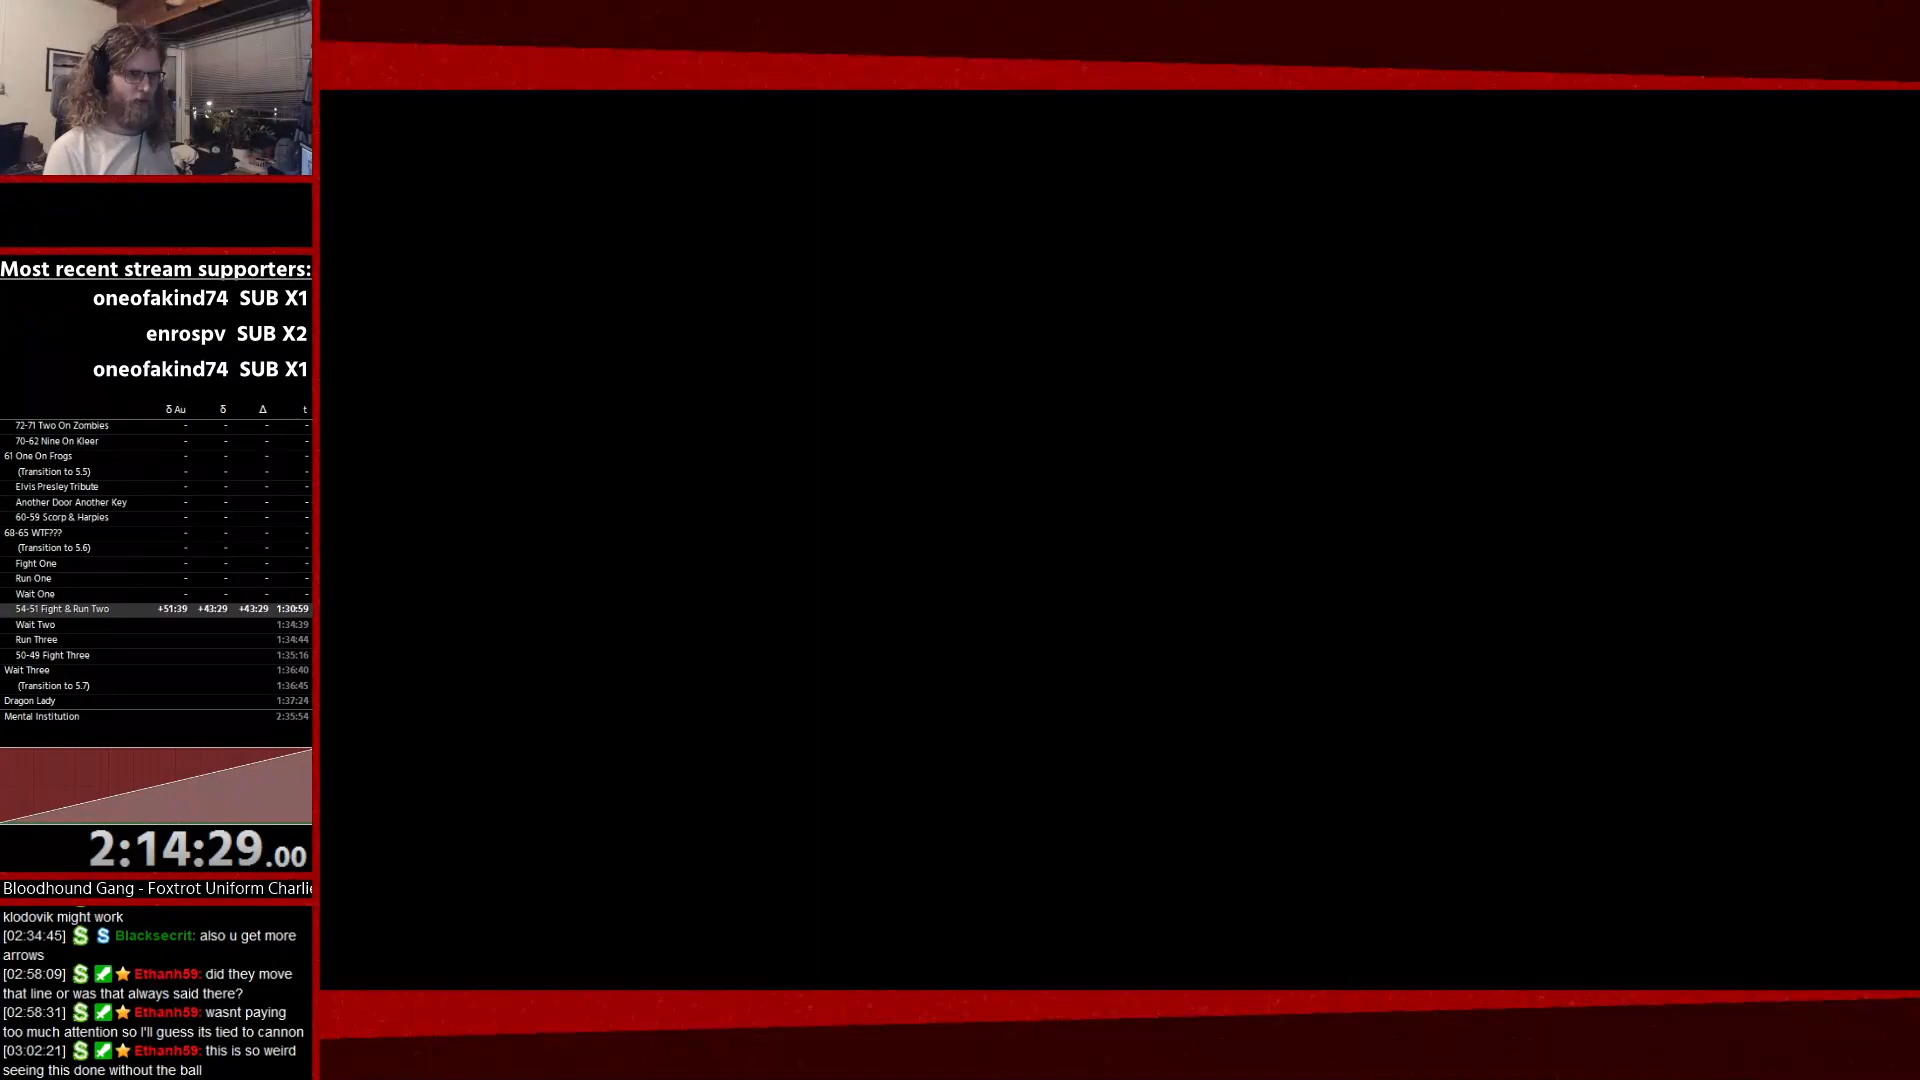 Most recent stream supporters:
oneofakind74 SUB X1
enrospv SUB X2
oneofakind74 SUB X1
δ Au δ Δ t
72-71 Two On Zombies - - - -
70-62 Nine On Kleer - - - -
61 One On Frogs - - - -
(Transition to 5.5) - - - -
Elvis Presley Tribute - - - -
Another Door Another Key - - - -
60-59 Scorp & Harpies - - - -
68-65 WTF??? - - - -
(Transition to 5.6) - - - -
Fight One - - - -
Run One - - - -
Wait One - - - -
54-51 Fight & Run Two +51:39 +43:29 +43:29 1:30:59
Wait Two 1:34:39
Run Three 1:34:44
50-49 Fight Three 1:35:16
Wait Three 1:36:40
(Transition to 5.7) 1:36:45
Dragon Lady 1:37:24
Mental Institution 2:35:54
2:14:29.00
Bloodhound Gang - Foxtrot Uniform Charlie
klodovik might work
[02:34:45] Blacksecrit: also u get more
arrows
[02:58:09] Ethanh59: did they move
that line or was that always said there?
[02:58:31] Ethanh59: wasnt paying
too much attention so I'll guess its tied to cannon
[03:02:21] Ethanh59: this is so weird
seeing this done without the ball